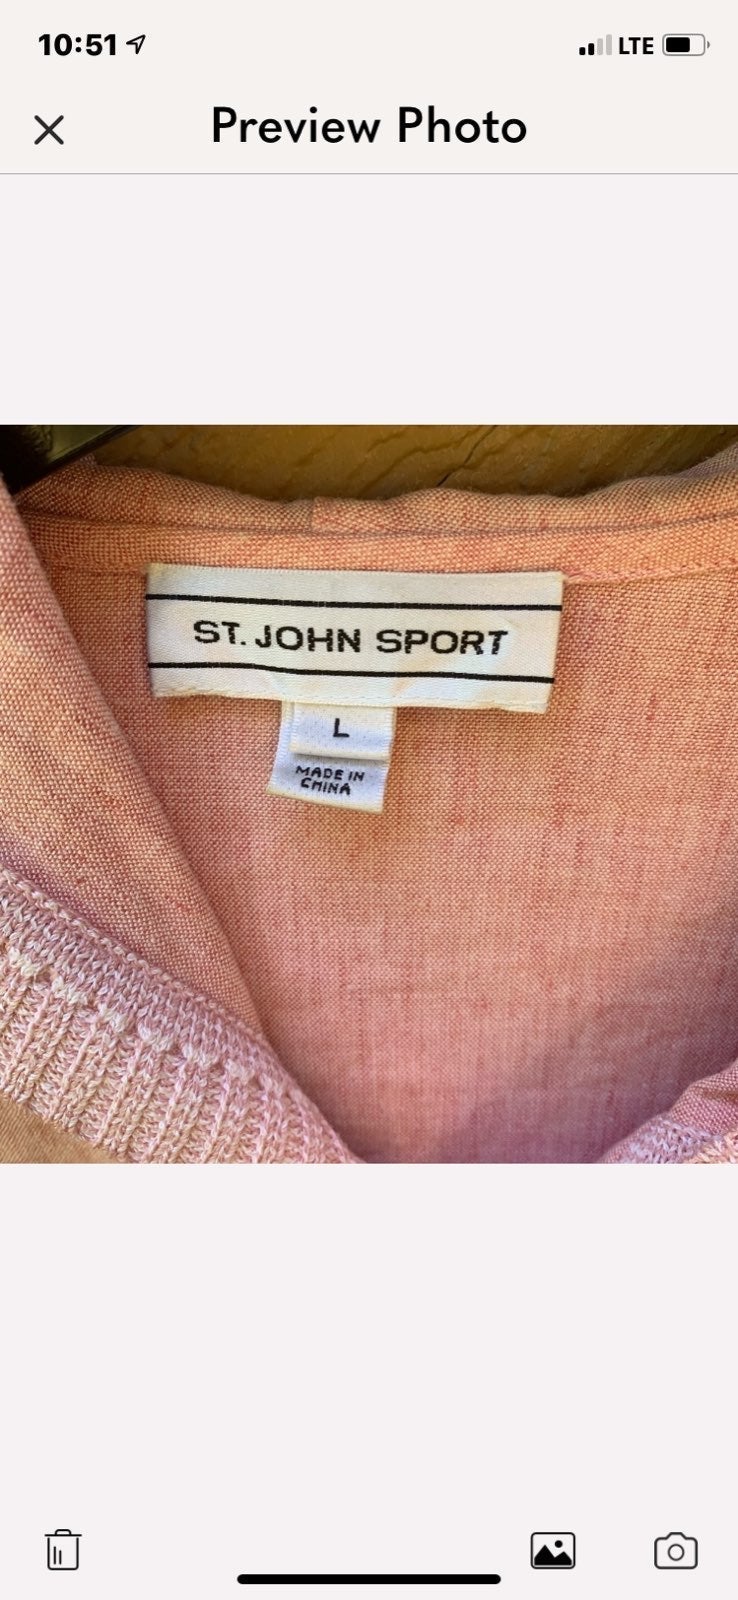 10:51 LTE
Preview Photo
ST. JOHN SPORT
L
MADE IN
CHINA